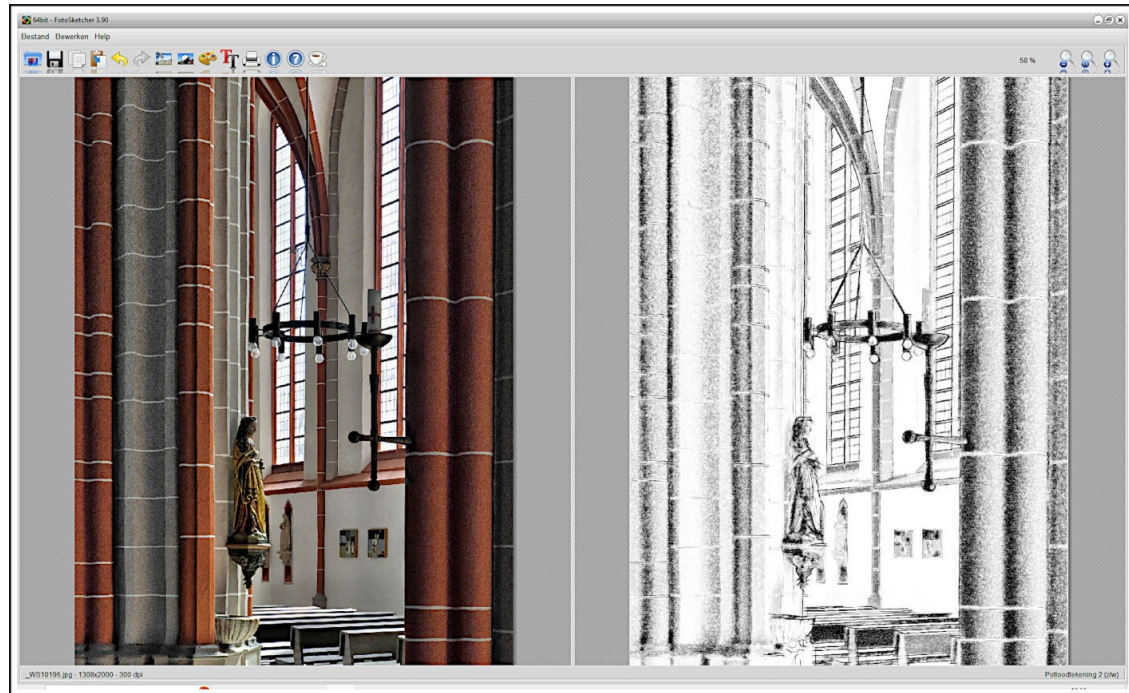 64bit - FotoSketcher 3.90
Bestand Bewerken Help
58 %
_WS10196.jpg - 1308x2000 - 300 dpi
Potloodtekening 2 (z/w)